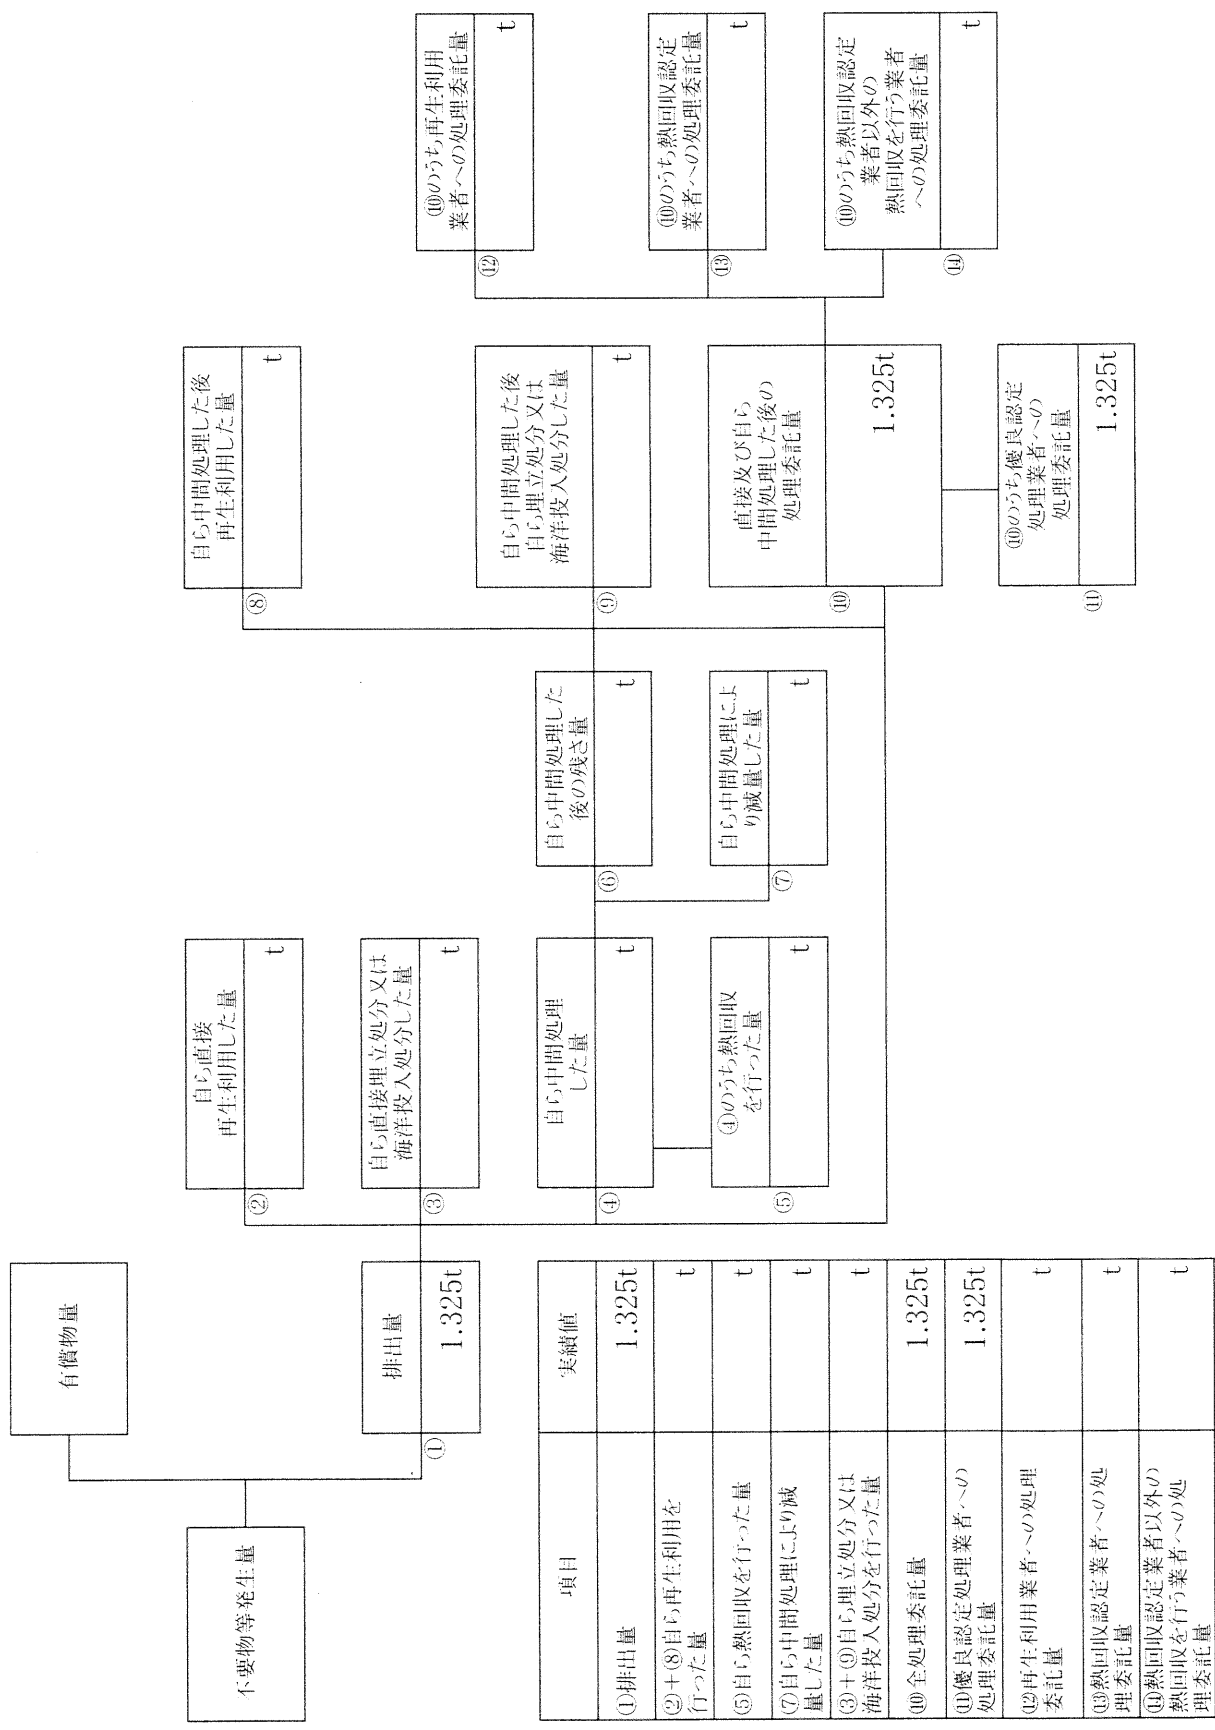 不要物等発生量
有償物量
排出量
①
1.325t
自ら直接
再生利用した量
②
t
自ら直接埋立処分又は
海洋投入処分した量
③
t
自ら中間処理
した量
④
t
④のうち熱回収
を行った量
⑤
t
自ら中間処理した
後の残さ量
⑥
t
自ら中間処理によ
り減量した量
⑦
t
自ら中間処理した後
再生利用した量
⑧
t
自ら中間処理した後
自ら埋立処分又は
海洋投入処分した量
⑨
t
直接及び自ら
中間処理した後の
処理委託量
⑩
1.325t
⑩のうち優良認定
処理業者への
処理委託量
⑪
1.325t
⑩のうち再生利用
業者への処理委託量
⑫
t
⑩のうち熱回収認定
業者への処理委託量
⑬
t
⑩のうち熱回収認定
業者以外の
熱回収を行う業者
への処理委託量
⑭
t
項目 実績値
①排出量 1.325t
②+⑧自ら再生利用を
行った量 t
⑤自ら熱回収を行った量 t
⑦自ら中間処理により減
量した量 t
③+⑨自ら埋立処分又は
海洋投入処分を行った量 t
⑩全処理委託量 1.325t
⑪優良認定処理業者への
処理委託量 1.325t
⑫再生利用業者への処理
委託量 t
⑬熱回収認定業者への処
理委託量 t
⑭熱回収認定業者以外の
熱回収を行う業者への処
理委託量 t